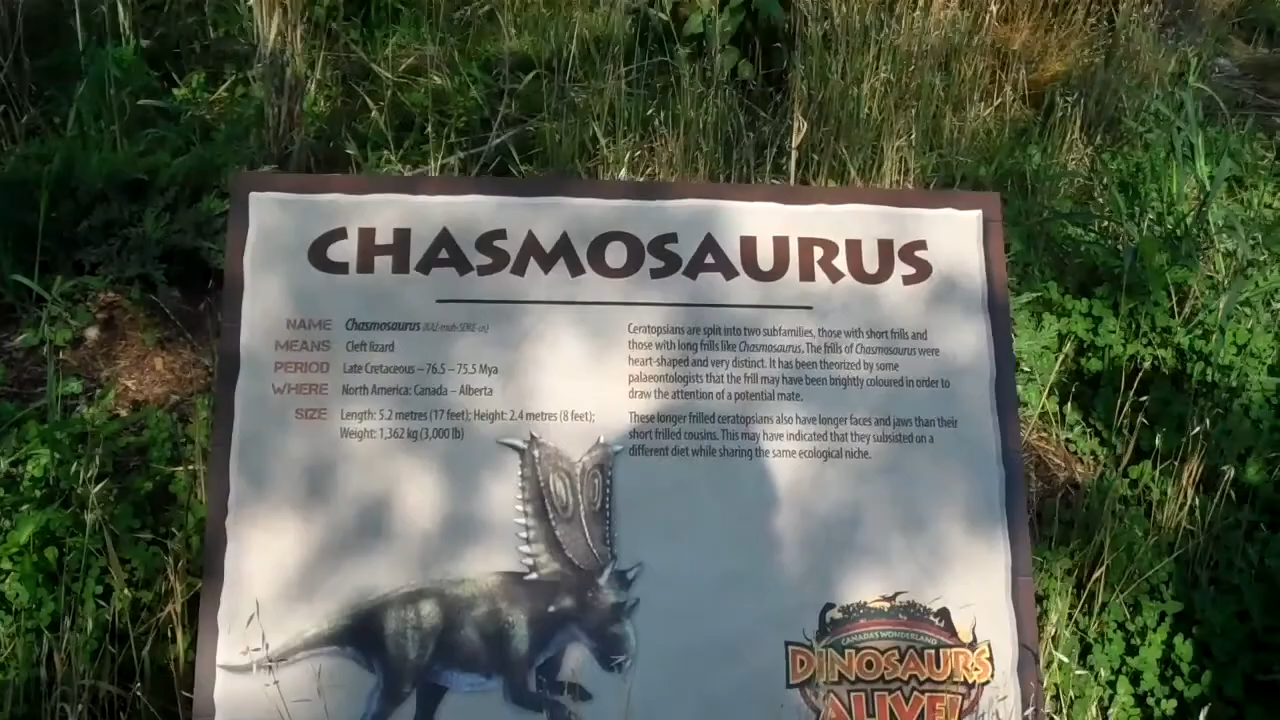 CHASMOSAURUS
NAME Chasmosaurus (KAZ-moh-SORE-us)
MEANS Cleft lizard
PERIOD Late Cretaceous – 76.5 – 75.5 Mya
WHERE North America: Canada – Alberta
SIZE Length: 5.2 metres (17 feet); Height: 2.4 metres (8 feet);
Weight: 1,362 kg (3,000 lb)
Ceratopsians are split into two subfamilies, those with short frills and
those with long frills like Chasmosaurus. The frills of Chasmosaurus were
heart-shaped and very distinct. It has been theorized by some
palaeontologists that the frill may have been brightly coloured in order to
draw the attention of a potential mate.
These longer frilled ceratopsians also have longer faces and jaws than their
short frilled cousins. This may have indicated that they subsisted on a
different diet while sharing the same ecological niche.
CANADA'S WONDERLAND
DINOSAURS
ALIVE!